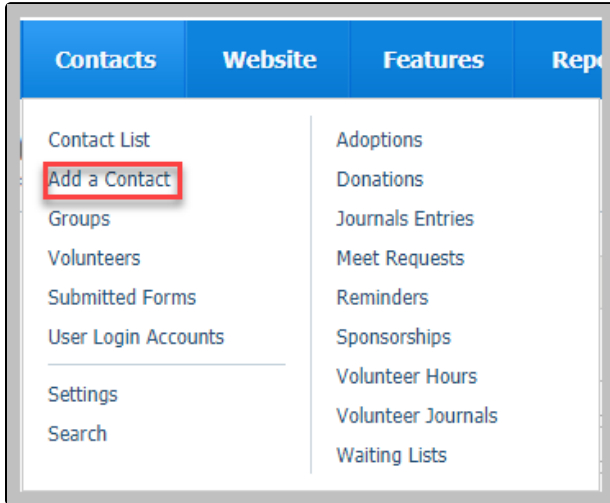 Contacts Website Features Repo
Contact List
Add a Contact
Groups
Volunteers
Submitted Forms
User Login Accounts
Settings
Search
Adoptions
Donations
Journals Entries
Meet Requests
Reminders
Sponsorships
Volunteer Hours
Volunteer Journals
Waiting Lists